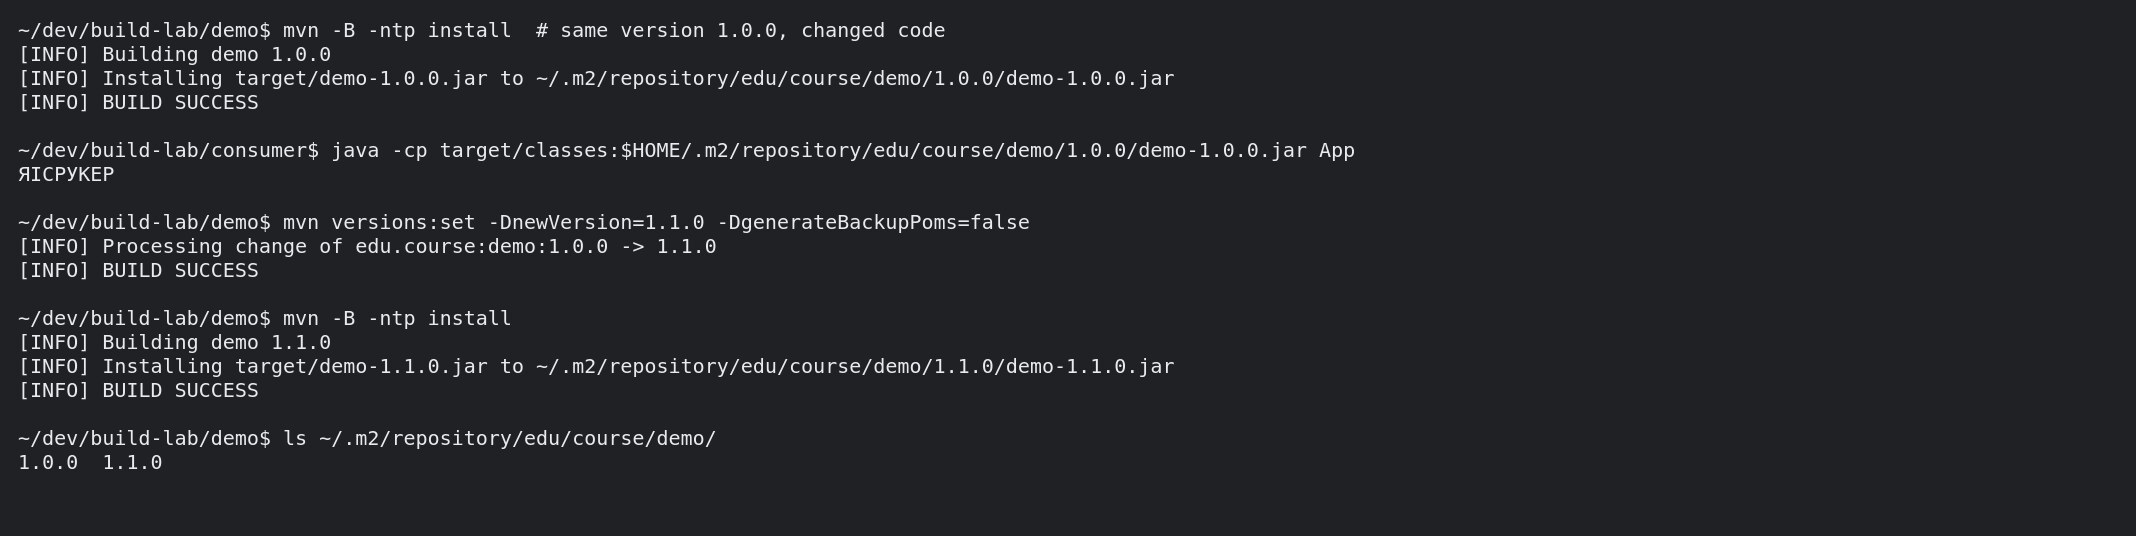 ~/dev/build-lab/demo$ mvn -B -ntp install  # same version 1.0.0, changed code
[INFO] Building demo 1.0.0
[INFO] Installing target/demo-1.0.0.jar to ~/.m2/repository/edu/course/demo/1.0.0/demo-1.0.0.jar
[INFO] BUILD SUCCESS
~/dev/build-lab/consumer$ java -cp target/classes:$HOME/.m2/repository/edu/course/demo/1.0.0/demo-1.0.0.jar App
ЯІСРУКЕР
~/dev/build-lab/demo$ mvn versions:set -DnewVersion=1.1.0 -DgenerateBackupPoms=false
[INFO] Processing change of edu.course:demo:1.0.0 -> 1.1.0
[INFO] BUILD SUCCESS
~/dev/build-lab/demo$ mvn -B -ntp install
[INFO] Building demo 1.1.0
[INFO] Installing target/demo-1.1.0.jar to ~/.m2/repository/edu/course/demo/1.1.0/demo-1.1.0.jar
[INFO] BUILD SUCCESS
~/dev/build-lab/demo$ ls ~/.m2/repository/edu/course/demo/
1.0.0  1.1.0